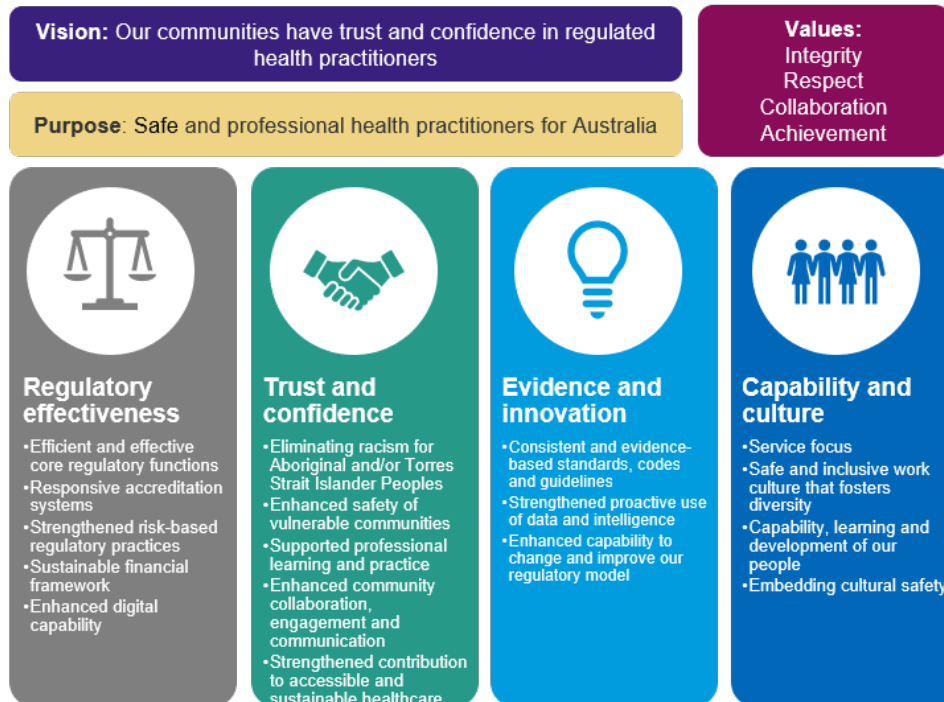 Vision: Our communities have trust and confidence in regulated
health practitioners
Purpose: Safe and professional health practitioners for Australia
Values:
Integrity
Respect
Collaboration
Achievement
Regulatory
effectiveness
•Efficient and effective
core regulatory functions
•Responsive accreditation
systems
•Strengthened risk-based
regulatory practices
•Sustainable financial
framework
•Enhanced digital
capability
Trust and
confidence
•Eliminating racism for
Aboriginal and/or Torres
Strait Islander Peoples
•Enhanced safety of
vulnerable communities
•Supported professional
learning and practice
•Enhanced community
collaboration,
engagement and
communication
•Strengthened contribution
to accessible and
sustainable healthcare
Evidence and
innovation
•Consistent and evidence-
based standards, codes
and guidelines
•Strengthened proactive use
of data and intelligence
•Enhanced capability to
change and improve our
regulatory model
Capability and
culture
•Service focus
•Safe and inclusive work
culture that fosters
diversity
•Capability, learning and
development of our
people
•Embedding cultural safety